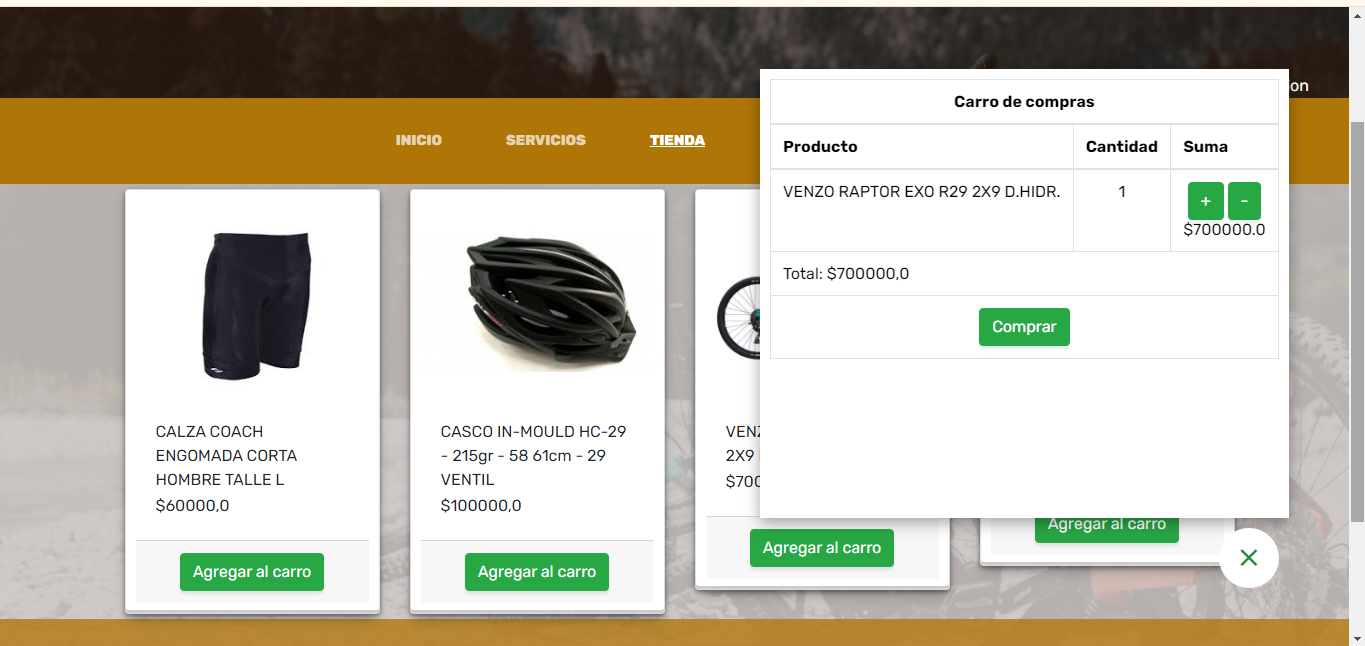 ion
INICIO SERVICIOS TIENDA
Carro de compras
Producto Cantidad Suma
VENZO RAPTOR EXO R29 2X9 D.HIDR. 1 + -
$700000.0
Total: $700000,0
Comprar
CALZA COACH
ENGOMADA CORTA
HOMBRE TALLE L
$60000,0
Agregar al carro
CASCO IN-MOULD HC-29
- 215gr - 58 61cm - 29
VENTIL
$100000,0
Agregar al carro
VENZ
2X9
$700
Agregar al carro
Agregar al carro